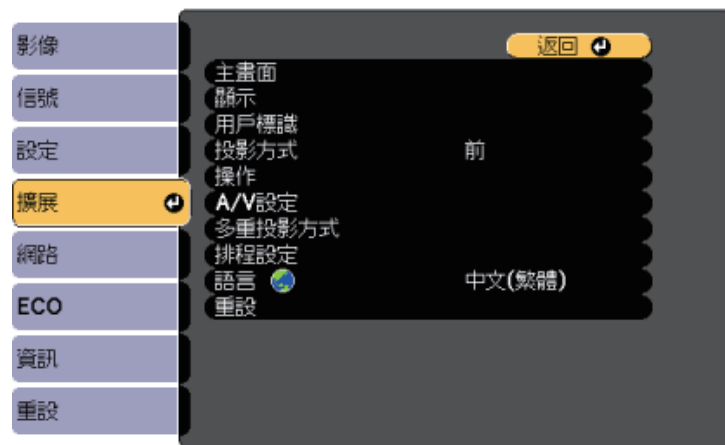 影像
信號
設定
擴展
網路
ECO
資訊
重設
返回
主畫面
顯示
用戶標識
投影方式 前
操作
A/V設定
多重投影方式
排程設定
語言 中文(繁體)
重設